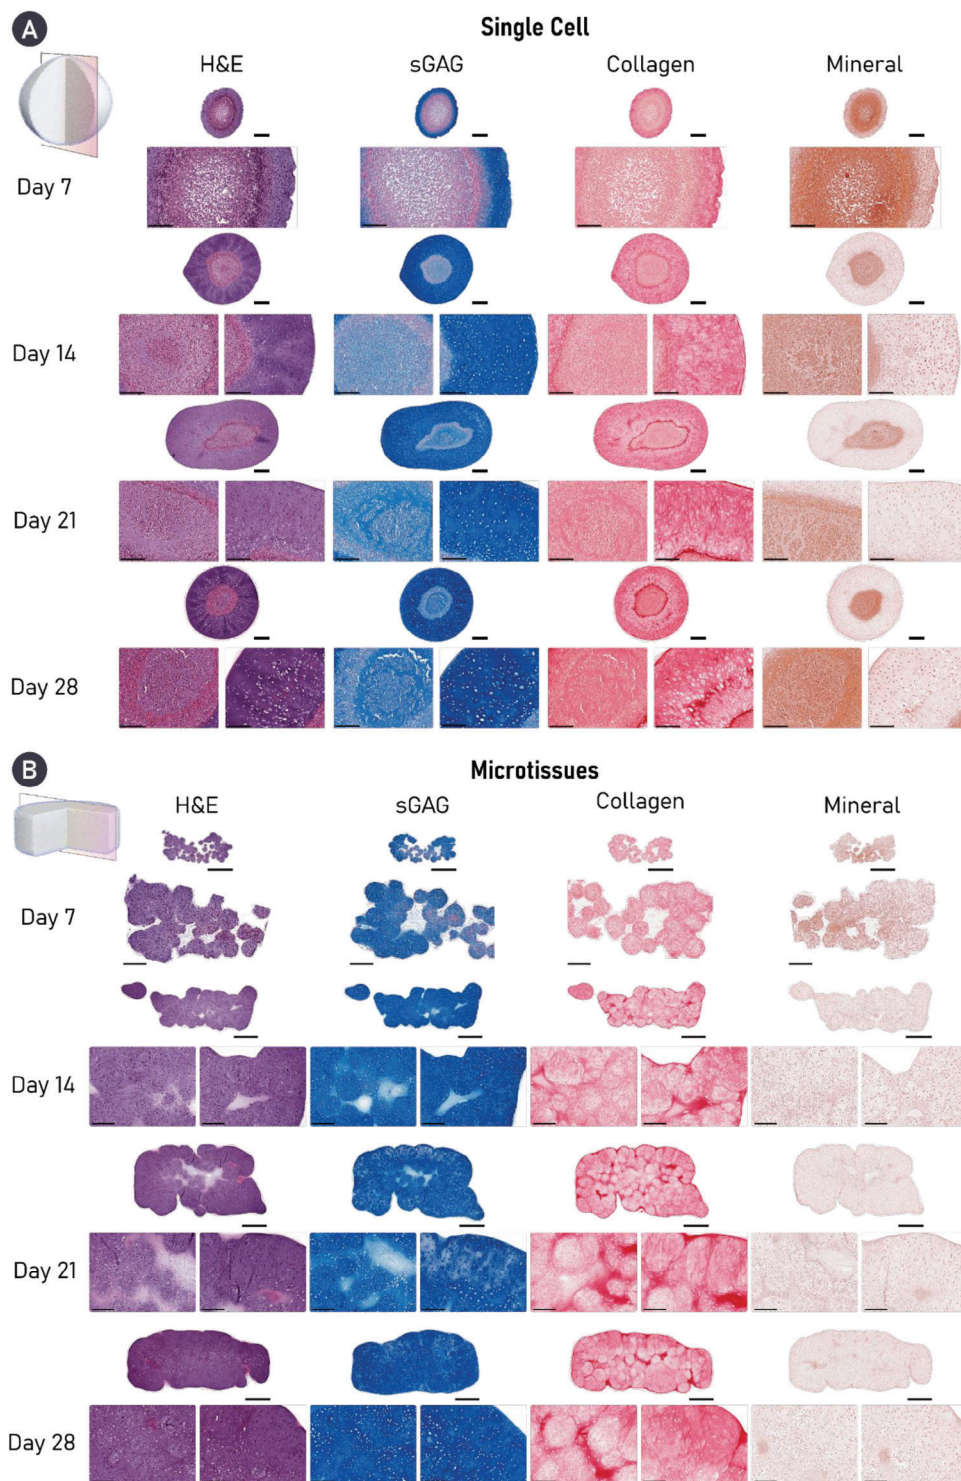 A
Single Cell
H&E
sGAG
Collagen
Mineral
Day 7
Day 14
Day 21
Day 28
B
Microtissues
H&E
sGAG
Collagen
Mineral
Day 7
Day 14
Day 21
Day 28